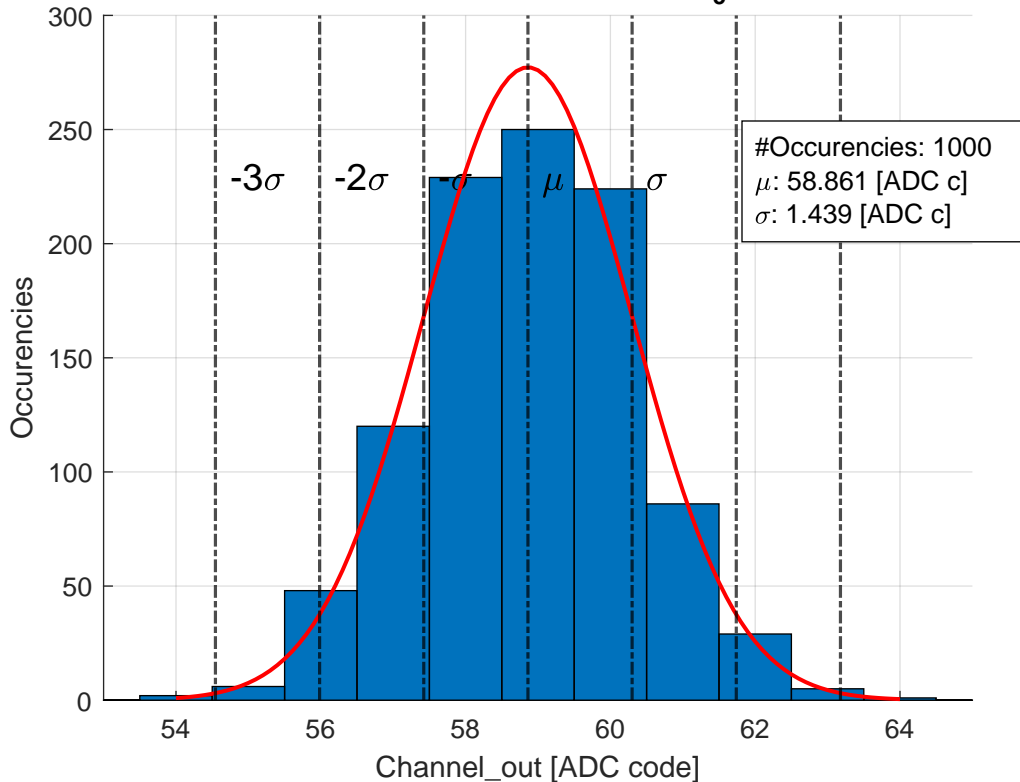 300
250
200
150
100
50
0
Occurencies
-3σ -2σ -σ μ σ
#Occurencies: 1000
μ: 58.861 [ADC c]
σ: 1.439 [ADC c]
54 56 58 60 62 64
Channel_out [ADC code]